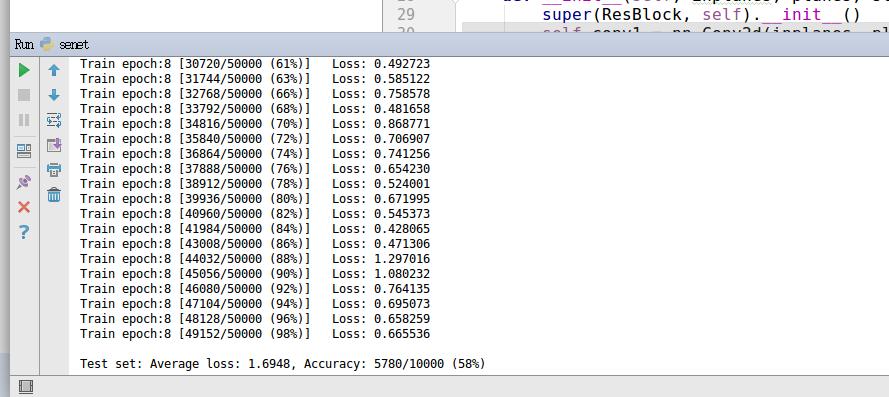 29 super(ResBlock, self).__init__()
Run senet
Train epoch:8 [30720/50000 (61%)] Loss: 0.492723
Train epoch:8 [31744/50000 (63%)] Loss: 0.585122
Train epoch:8 [32768/50000 (66%)] Loss: 0.758578
Train epoch:8 [33792/50000 (68%)] Loss: 0.481658
Train epoch:8 [34816/50000 (70%)] Loss: 0.868771
Train epoch:8 [35840/50000 (72%)] Loss: 0.706907
Train epoch:8 [36864/50000 (74%)] Loss: 0.741256
Train epoch:8 [37888/50000 (76%)] Loss: 0.654230
Train epoch:8 [38912/50000 (78%)] Loss: 0.524001
Train epoch:8 [39936/50000 (80%)] Loss: 0.671995
Train epoch:8 [40960/50000 (82%)] Loss: 0.545373
Train epoch:8 [41984/50000 (84%)] Loss: 0.428065
Train epoch:8 [43008/50000 (86%)] Loss: 0.471306
Train epoch:8 [44032/50000 (88%)] Loss: 1.297016
Train epoch:8 [45056/50000 (90%)] Loss: 1.080232
Train epoch:8 [46080/50000 (92%)] Loss: 0.764135
Train epoch:8 [47104/50000 (94%)] Loss: 0.695073
Train epoch:8 [48128/50000 (96%)] Loss: 0.658259
Train epoch:8 [49152/50000 (98%)] Loss: 0.665536
Test set: Average loss: 1.6948, Accuracy: 5780/10000 (58%)